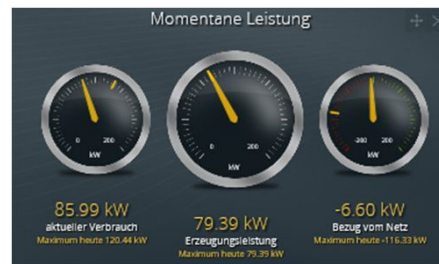 Momentane Leistung
0 200
kW
0 200
kW
-200 200
kW
85.99 kW
aktueller Verbrauch
Maximum heute 120.44 kW
79.39 kW
Erzeugungsleistung
Maximum heute 79.39 kW
-6.60 kW
Bezug vom Netz
Maximum heute -116.33 kW